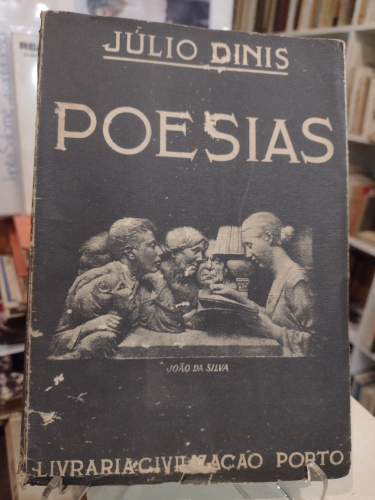 JÚLIO DINIS
POESIAS
JOÃO DA SILVA
LIVRARIA CIVILIZAÇÃO PORTO